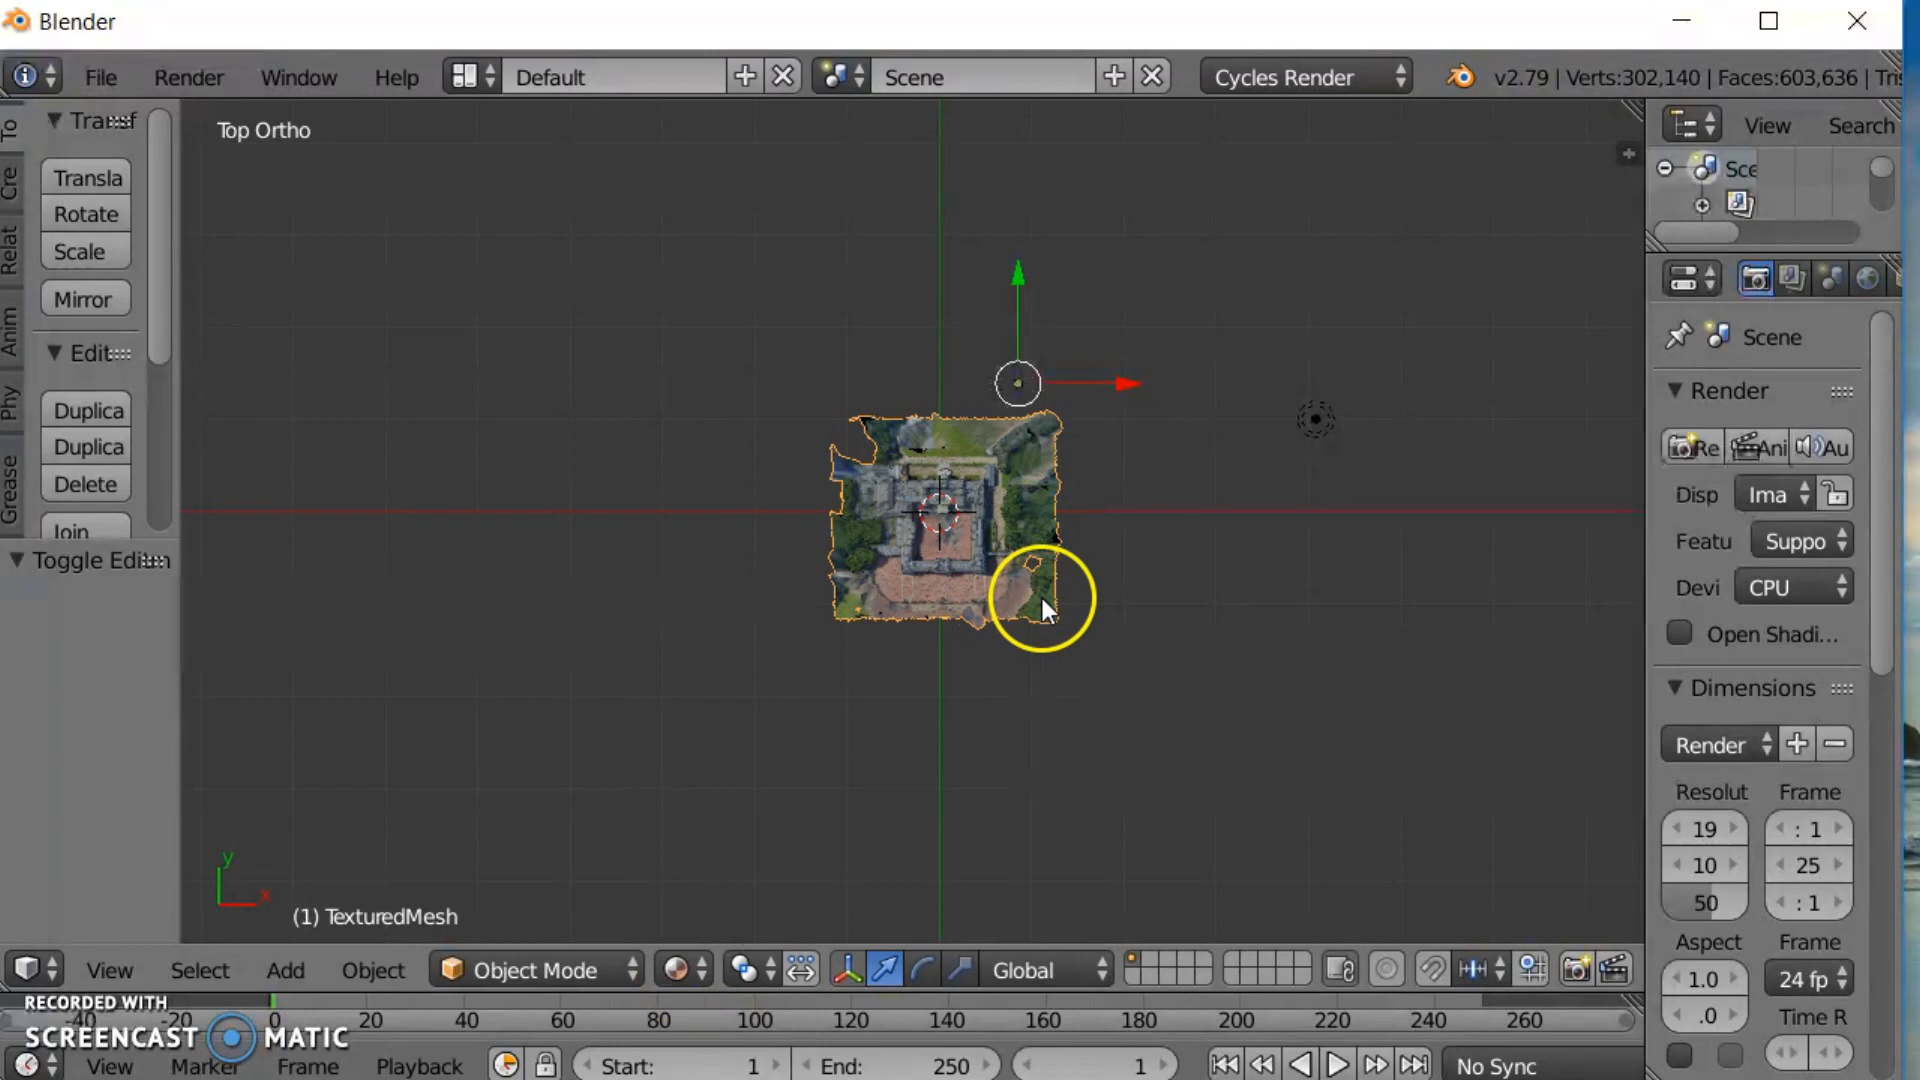 Blender
File Render Window Help Default Scene Cycles Render v2.79 | Verts:302,140 | Faces:603,636 | Tris
Transf
Transla
Rotate
Scale
Mirror
Edit
Duplica
Duplica
Delete
Join
Toggle Editm
To
Cre
Relat
Anim
Phy
Grease
Top Ortho
y
x
(1) TexturedMesh
View Search
Sce
Scene
Render
Re Ani Au
Disp Ima
Featu Suppo
Devi CPU
Open Shadi...
Dimensions
Render
Resolut Frame
19 : 1
10 25
50 : 1
Aspect Frame
1.0 24 fp
.0 Time R
View Select Add Object Object Mode Global
RECORDED WITH
SCREENCAST MATIC
-40 -20 0 20 40 60 80 100 120 140 160 180 200 220 240 260
View Marker Frame Playback Start: 1 End: 250 1 No Sync